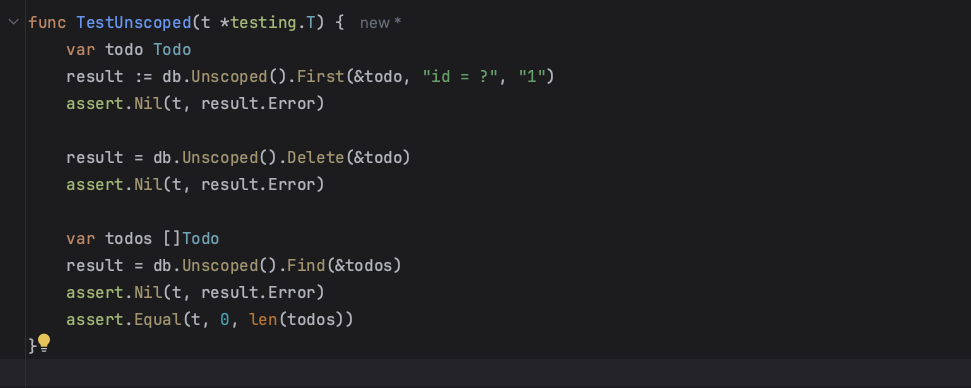 func TestUnscoped(t *testing.T) { new *
    var todo Todo
    result := db.Unscoped().First(&todo, "id = ?", "1")
    assert.Nil(t, result.Error)

    result = db.Unscoped().Delete(&todo)
    assert.Nil(t, result.Error)

    var todos []Todo
    result = db.Unscoped().Find(&todos)
    assert.Nil(t, result.Error)
    assert.Equal(t, 0, len(todos))
}